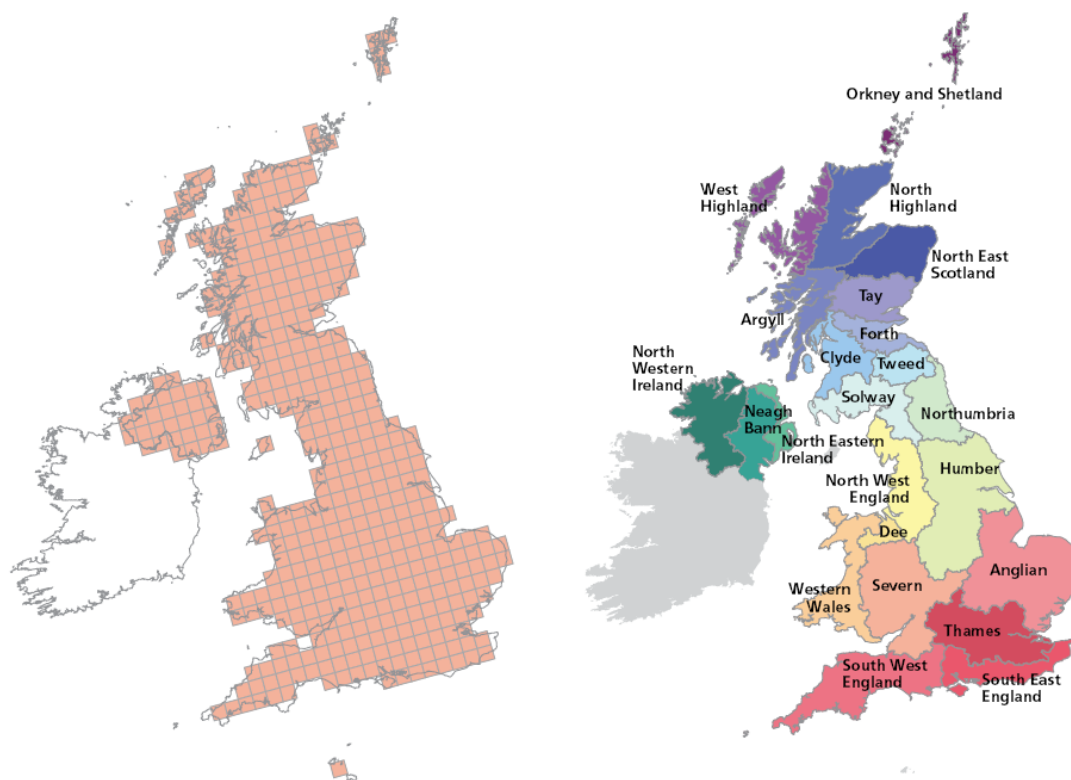 Orkney and Shetland
West
Highland
North
Highland
North East
Scotland
Tay
Argyll
Forth
Clyde
Tweed
North
Western
Ireland
Solway
Neagh
Bann
Northumbria
North Eastern
Ireland
Humber
North West
England
Dee
Anglian
Severn
Western
Wales
Thames
South West
England
South East
England